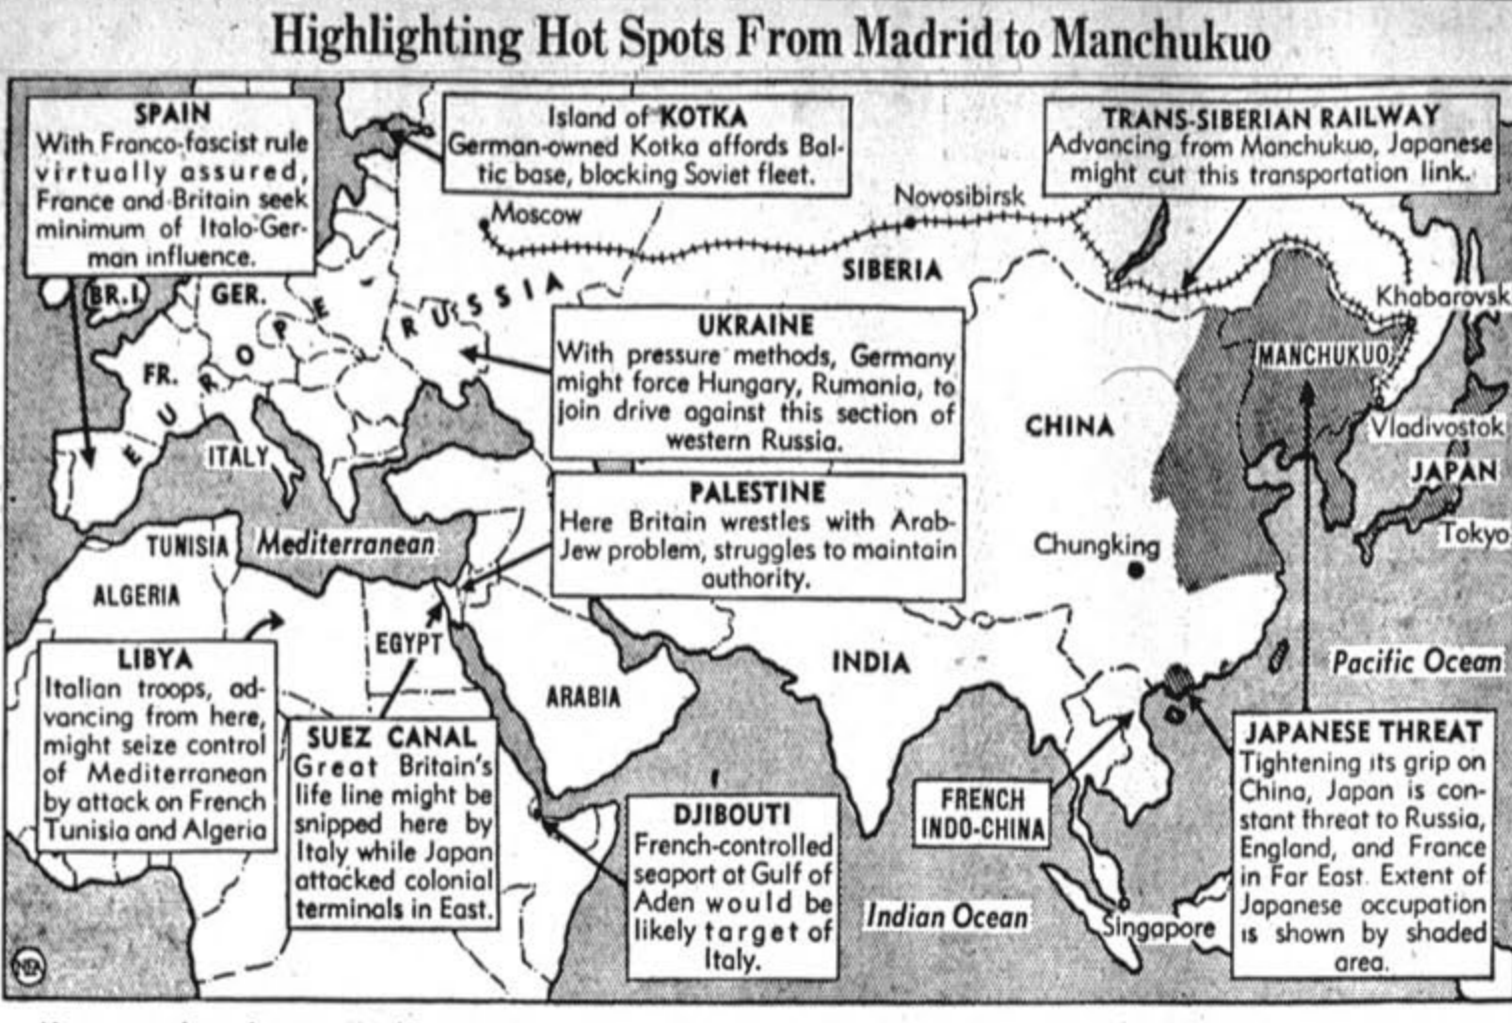 Highlighting Hot Spots From Madrid to Manchukuo
SPAIN
With Franco-fascist rule
virtually assured,
France and Britain seek
minimum of Italo-Ger-
man influence.
Island of KOTKA
German-owned Kotka affords Bal-
tic base, blocking Soviet fleet.
TRANS-SIBERIAN RAILWAY
Advancing from Manchukuo, Japanese
might cut this transportation link.
Moscow
Novosibirsk
SIBERIA
RUSSIA
BR. I.
GER.
EUROPE
FR.
ITALY
Khabarovsk
MANCHUKUO
Vladivostok
JAPAN
Tokyo
UKRAINE
With pressure methods, Germany
might force Hungary, Rumania, to
join drive against this section of
western Russia.
CHINA
Chungking
PALESTINE
Here Britain wrestles with Arab-
Jew problem, struggles to maintain
authority.
TUNISIA
Mediterranean
ALGERIA
EGYPT
ARABIA
INDIA
Pacific Ocean
LIBYA
Italian troops, ad-
vancing from here,
might seize control
of Mediterranean
by attack on French
Tunisia and Algeria
SUEZ CANAL
Great Britain's
life line might be
snipped here by
Italy while Japan
attacked colonial
terminals in East.
DJIBOUTI
French-controlled
seaport at Gulf of
Aden would be
likely target of
Italy.
FRENCH
INDO-CHINA
Indian Ocean
Singapore
JAPANESE THREAT
Tightening its grip on
China, Japan is con-
stant threat to Russia,
England, and France
in Far East. Extent of
Japanese occupation
is shown by shaded
area.
NEA